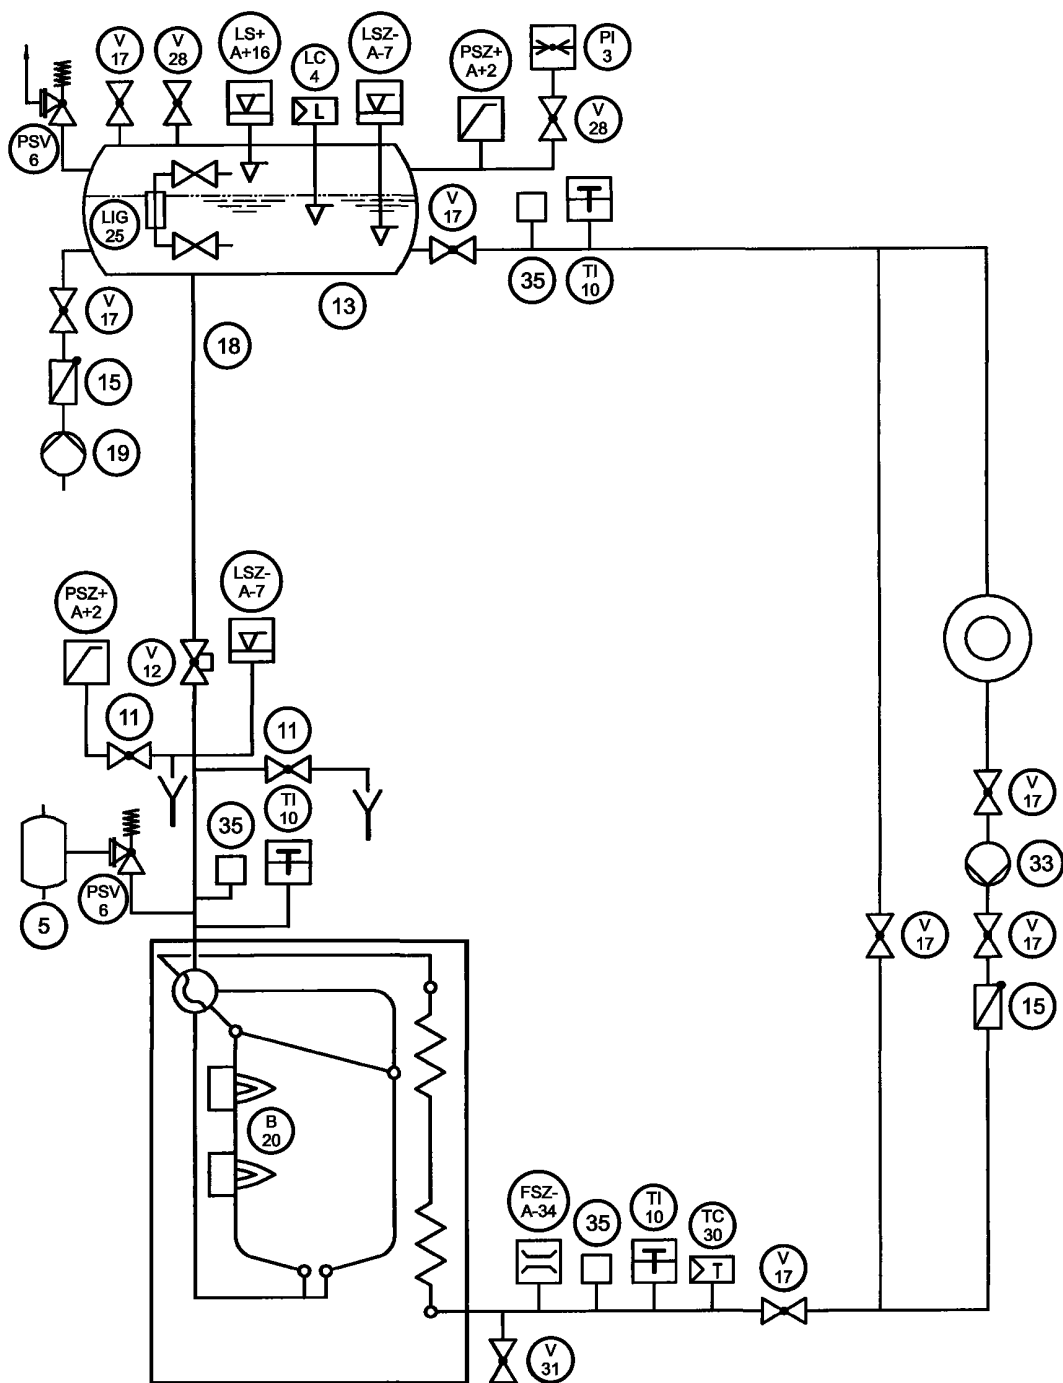 V
17
V
28
LS+
A+16
LC
4
LSZ-
A-7
PSZ+
A+2
PI
3
L
V
28
PSV
6
LIG
25
V
17
T
35
TI
10
V
17
13
18
15
19
PSZ+
A+2
LSZ-
A-7
V
12
11
11
TI
10
35
T
PSV
6
5
V
17
33
V
17
V
17
15
B
20
FSZ-
A-34
35
TI
10
TC
30
V
17
T
T
V
31